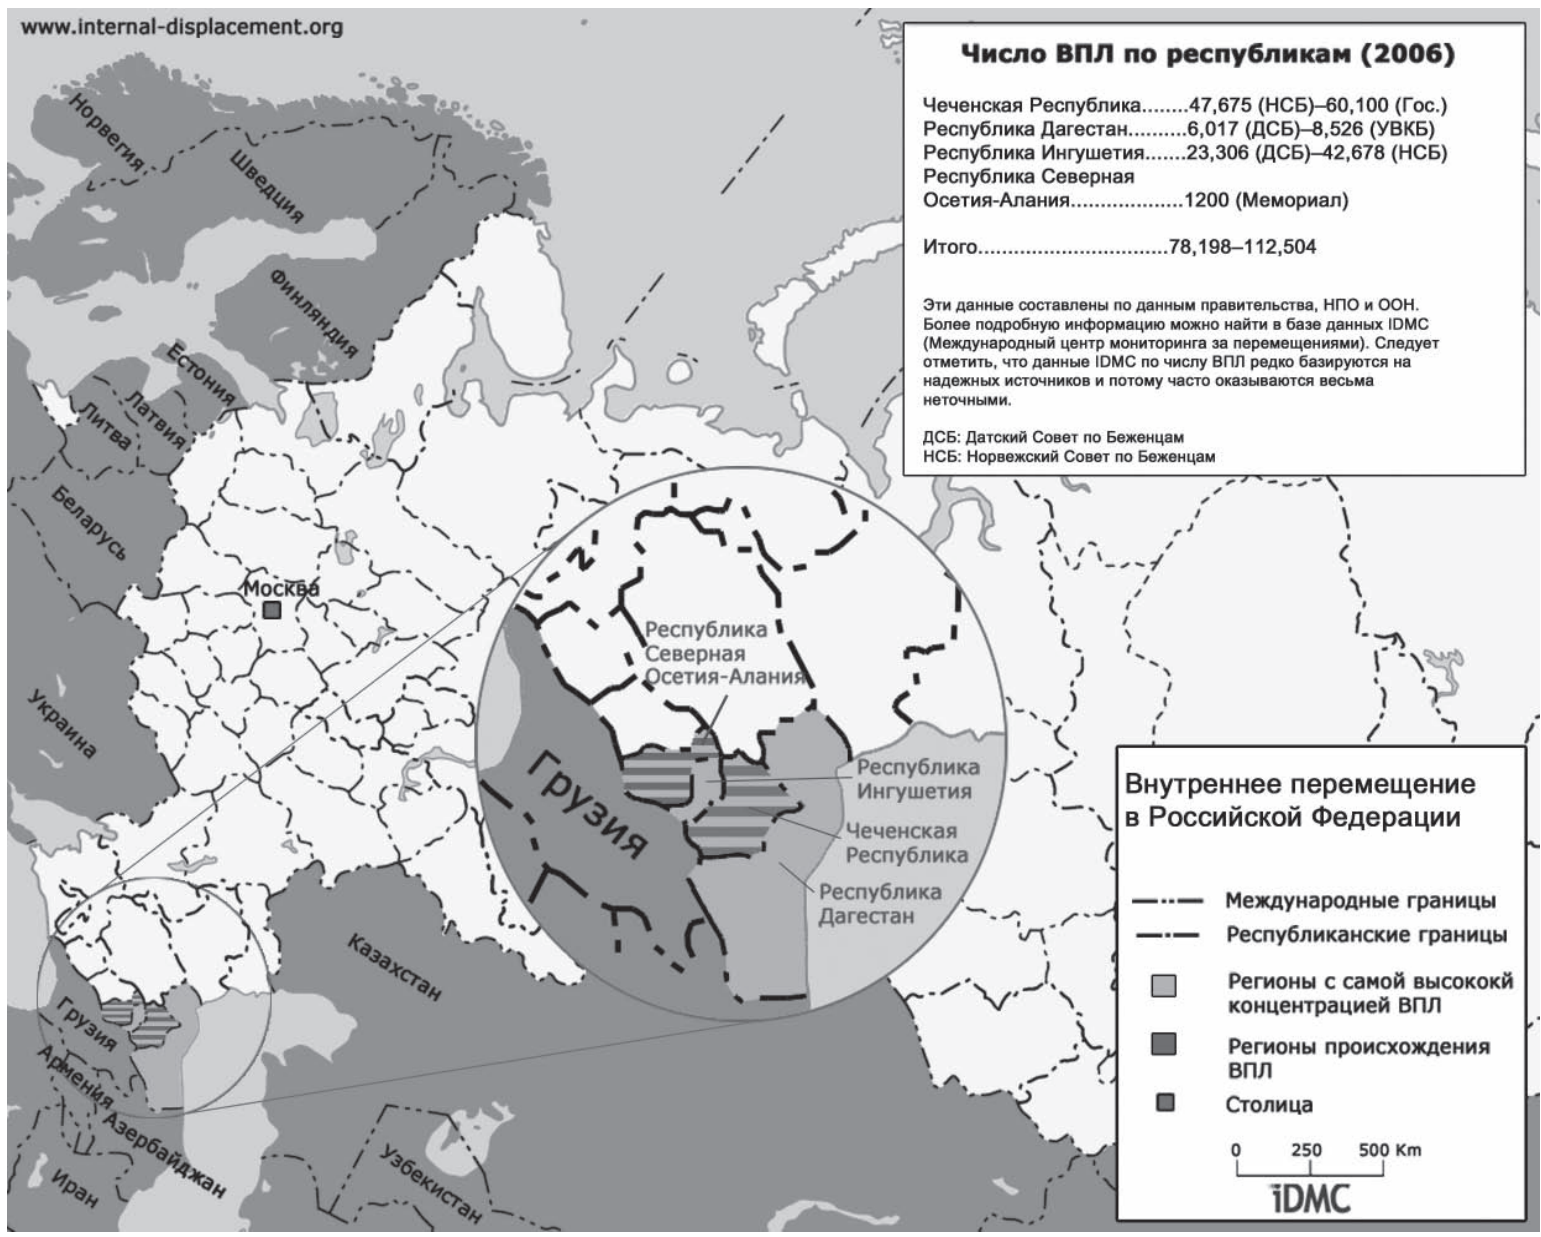 www.internal-displacement.org
Число ВПЛ по республикам (2006)
Чеченская Республика........47,675 (НСБ)–60,100 (Гос.)
Республика Дагестан..........6,017 (ДСБ)–8,526 (УВКБ)
Республика Ингушетия.......23,306 (ДСБ)–42,678 (НСБ)
Республика Северная
Осетия-Алания...................1200 (Мемориал)
Итого................................78,198–112,504
Эти данные составлены по данным правительства, НПО и ООН.
Более подробную информацию можно найти в базе данных IDMC
(Международный центр мониторинга за перемещениями). Следует
отметить, что данные IDMC по числу ВПЛ редко базируются на
надежных источников и потому часто оказываются весьма
неточными.
ДСБ: Датский Совет по Беженцам
НСБ: Норвежский Совет по Беженцам
Норвегия
Швеция
Финляндия
Естония
Латвия
Литва
Беларусь
Москва
Украина
Республика
Северная
Осетия-Алания
Грузия
Республика
Ингушетия
Чеченская
Республика
Республика
Дагестан
Казахстан
Грузия
Армения
Азербайджан
Иран
Узбекистан
Внутреннее перемещение
в Российской Федерации
Международные границы
Республиканские границы
Регионы с самой высококй
концентрацией ВПЛ
Регионы происхождения
ВПЛ
Столица
0 250 500 Km
iDMC